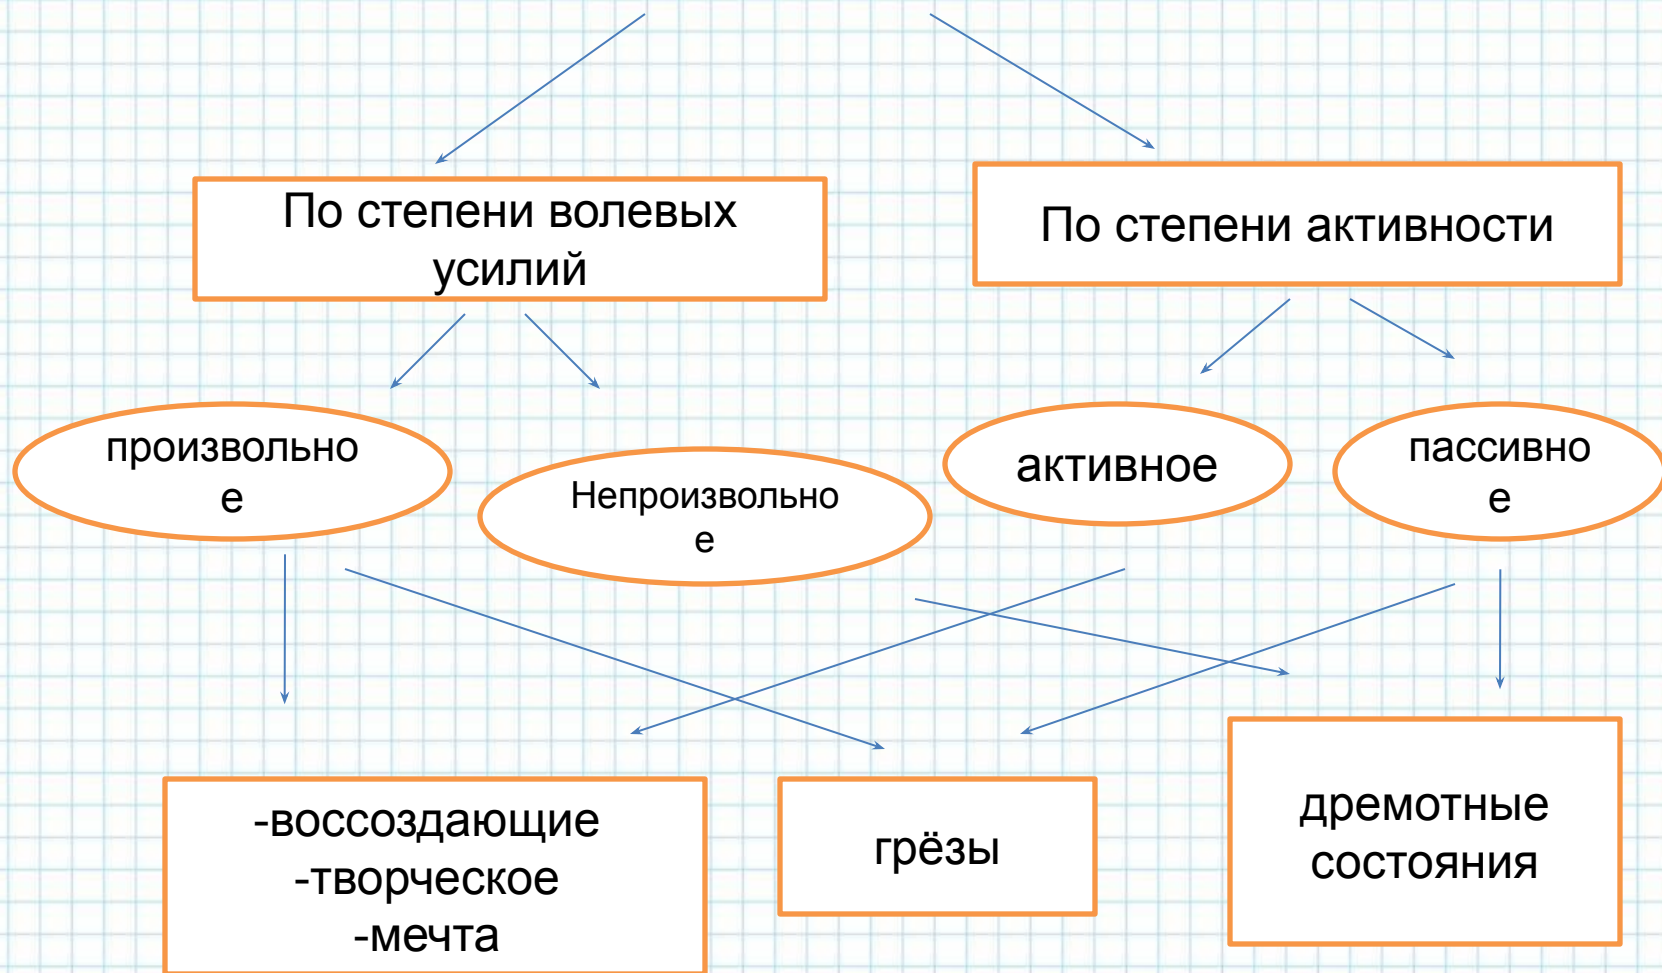 По степени волевых
усилий
По степени активности
произвольно
е
Непроизвольно
е
активное
пассивно
е
-воссоздающие
-творческое
-мечта
грёзы
дремотные
состояния